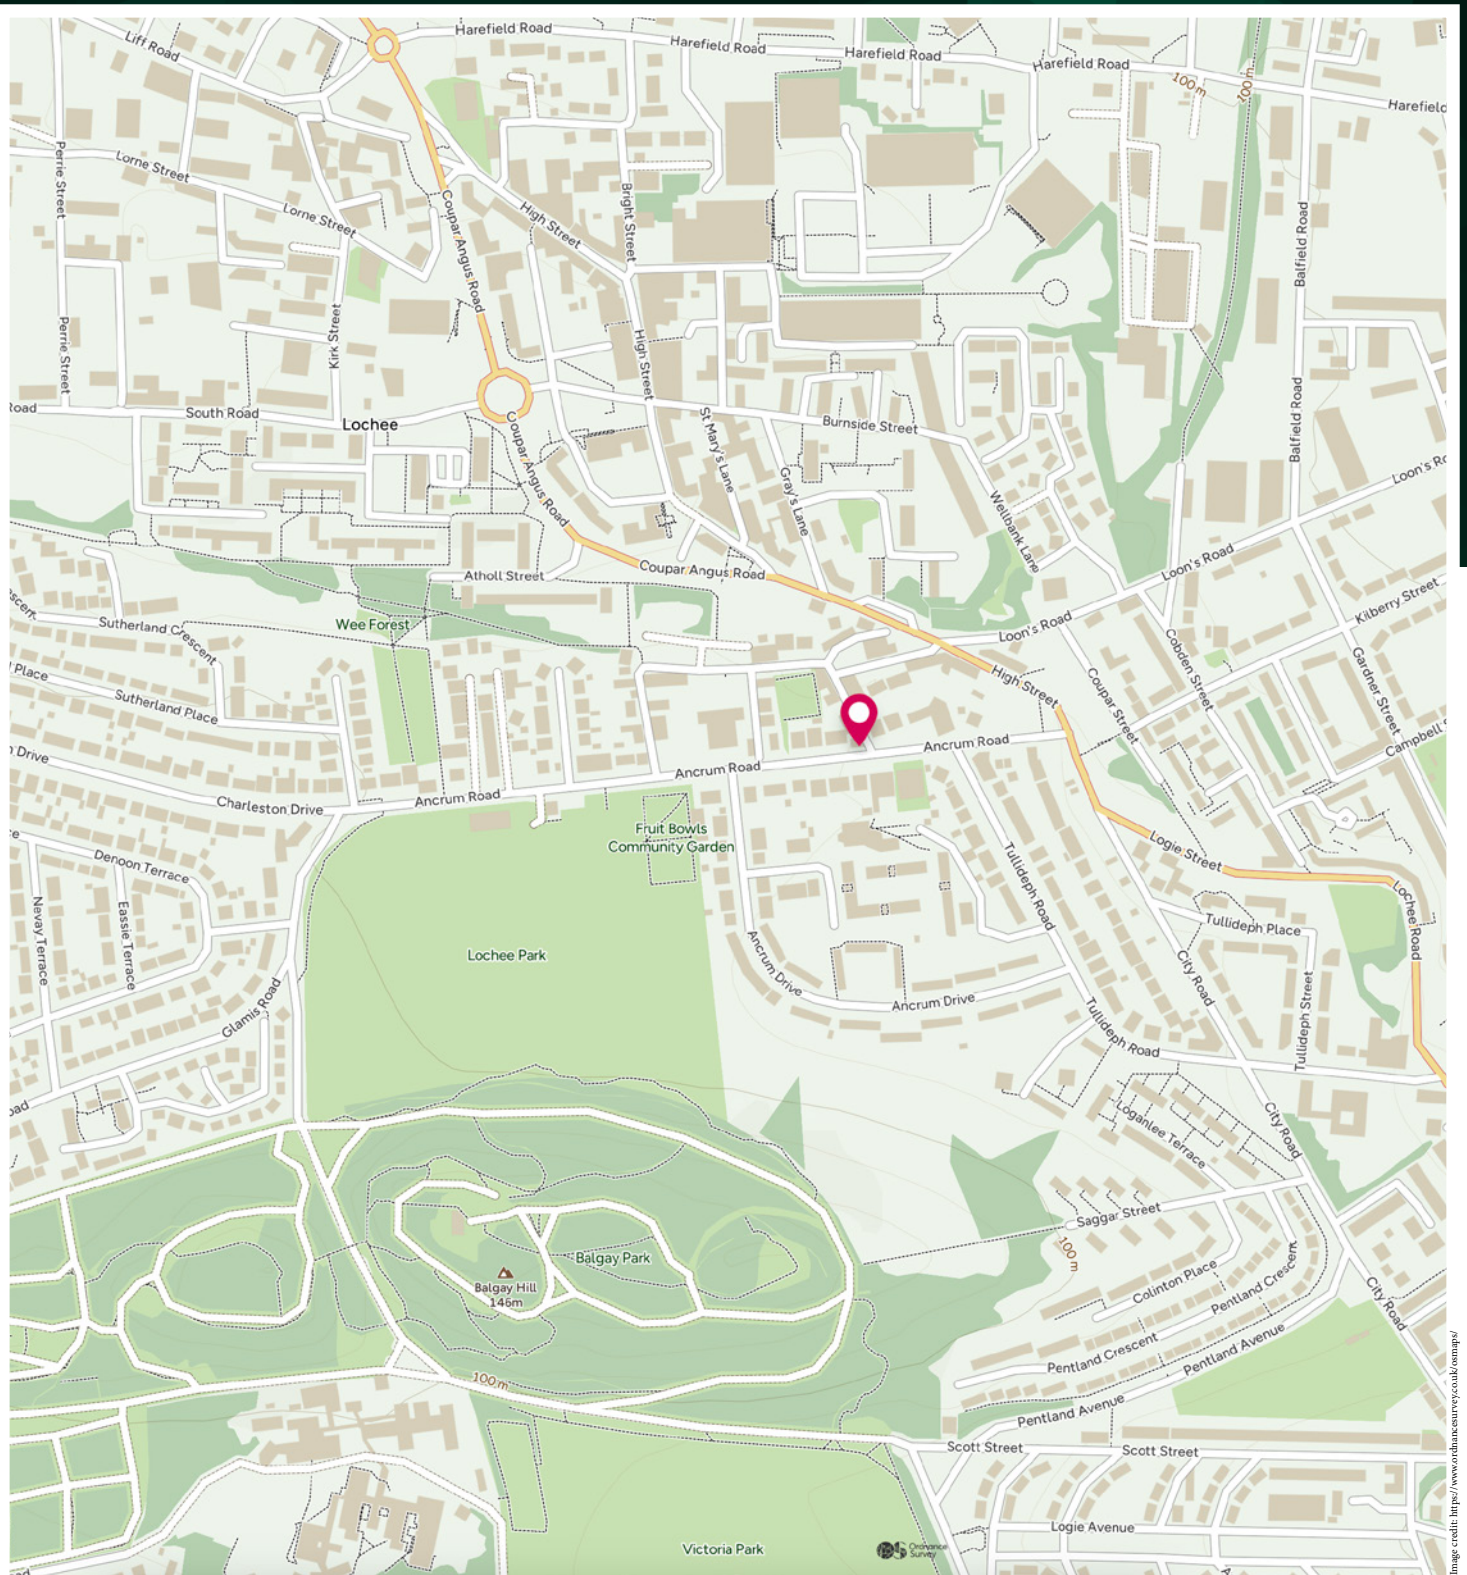 Liff Road
Harefield Road
Harefield Road
Harefield Road
Harefield Road
100 m
100 m
Harefield
Perrie Street
Lorne Street
Lorne Street
Coupar Angus Road
High Street
Bright Street
Balfield Road
Perrie Street
Kirk Street
High Street
Balfield Road
Road
South Road
Lochee
Coupar Angus Road
St Mary's Lane
Burnside Street
Gray's Lane
Wellbank Lane
Loon's Ro
Loon's Road
Atholl Street
Coupar Angus Road
Kilberry Street
scent
Sutherland Crescent
Wee Forest
Loon's Road
Cobden Street
Gardner Street
Place
Sutherland Place
High Street
Coupar Street
Campbell S
Drive
Ancrum Road
Ancrum Road
Charleston Drive
Ancrum Road
Fruit Bowls
Community Garden
Logie Street
Denoon Terrace
Tullideph Road
Lochee Road
Nevay Terrace
Eassie Terrace
Tullideph Place
Lochee Park
Ancrum Drive
City Road
Glamis Road
Ancrum Drive
Tullideph Street
Tullideph Road
oad
Loganlee Terrace
City Road
Saggar Street
100 m
Balgay Park
Balgay Hill
146m
Colinton Place
Pentland Crescent
City Road
Pentland Crescent
Pentland Avenue
100 m
Pentland Avenue
Scott Street
Scott Street
Logie Avenue
Victoria Park
Ordnance
Survey
Image credit: https://www.ordnancesurvey.co.uk/osmaps/